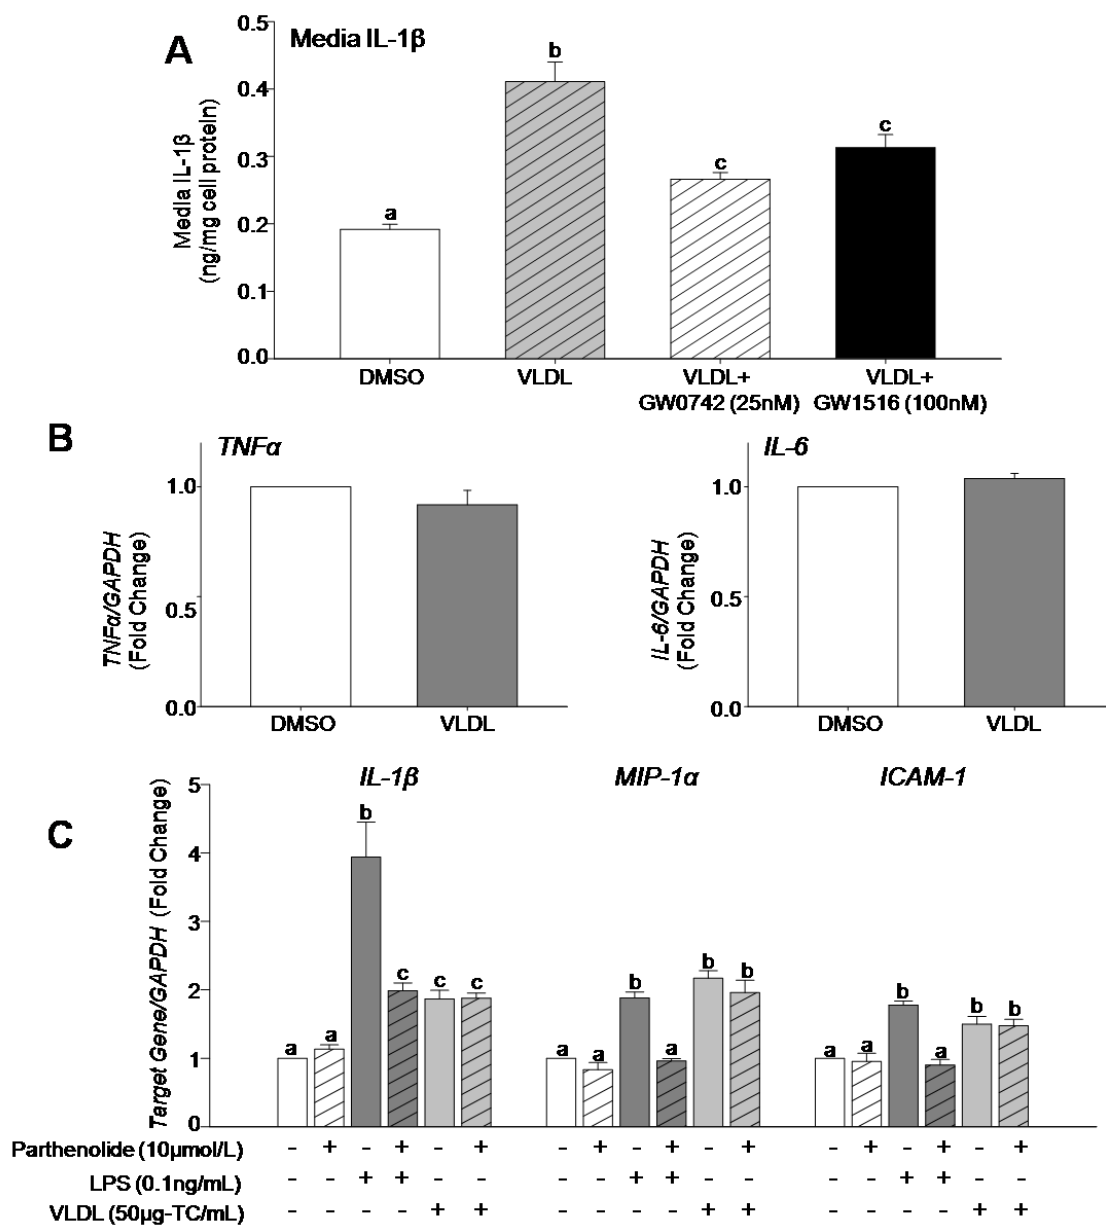 A
Media IL-1β
Media IL-1β
(ng/mg cell protein)
0.5
0.4
0.3
0.2
0.1
0.0
a
b
c
c
DMSO
VLDL
VLDL+
GW0742 (25nM)
VLDL+
GW1516 (100nM)
B
TNFα
TNFα/GAPDH
(Fold Change)
1.0
0.5
0.0
DMSO
VLDL
IL-6
IL-6/GAPDH
(Fold Change)
1.0
0.5
0.0
DMSO
VLDL
C
IL-1β
MIP-1α
ICAM-1
Target Gene/GAPDH (Fold Change)
5
4
3
2
1
0
a a b c c c
a a b a b b
a a b a b b
Parthenolide (10µmol/L) - + - + - + - + - + - + - + - + - +
LPS (0.1ng/mL) - - + + - - - - + + - - - - + + - -
VLDL (50µg-TC/mL) - - - - + + - - - - + + - - - - + +